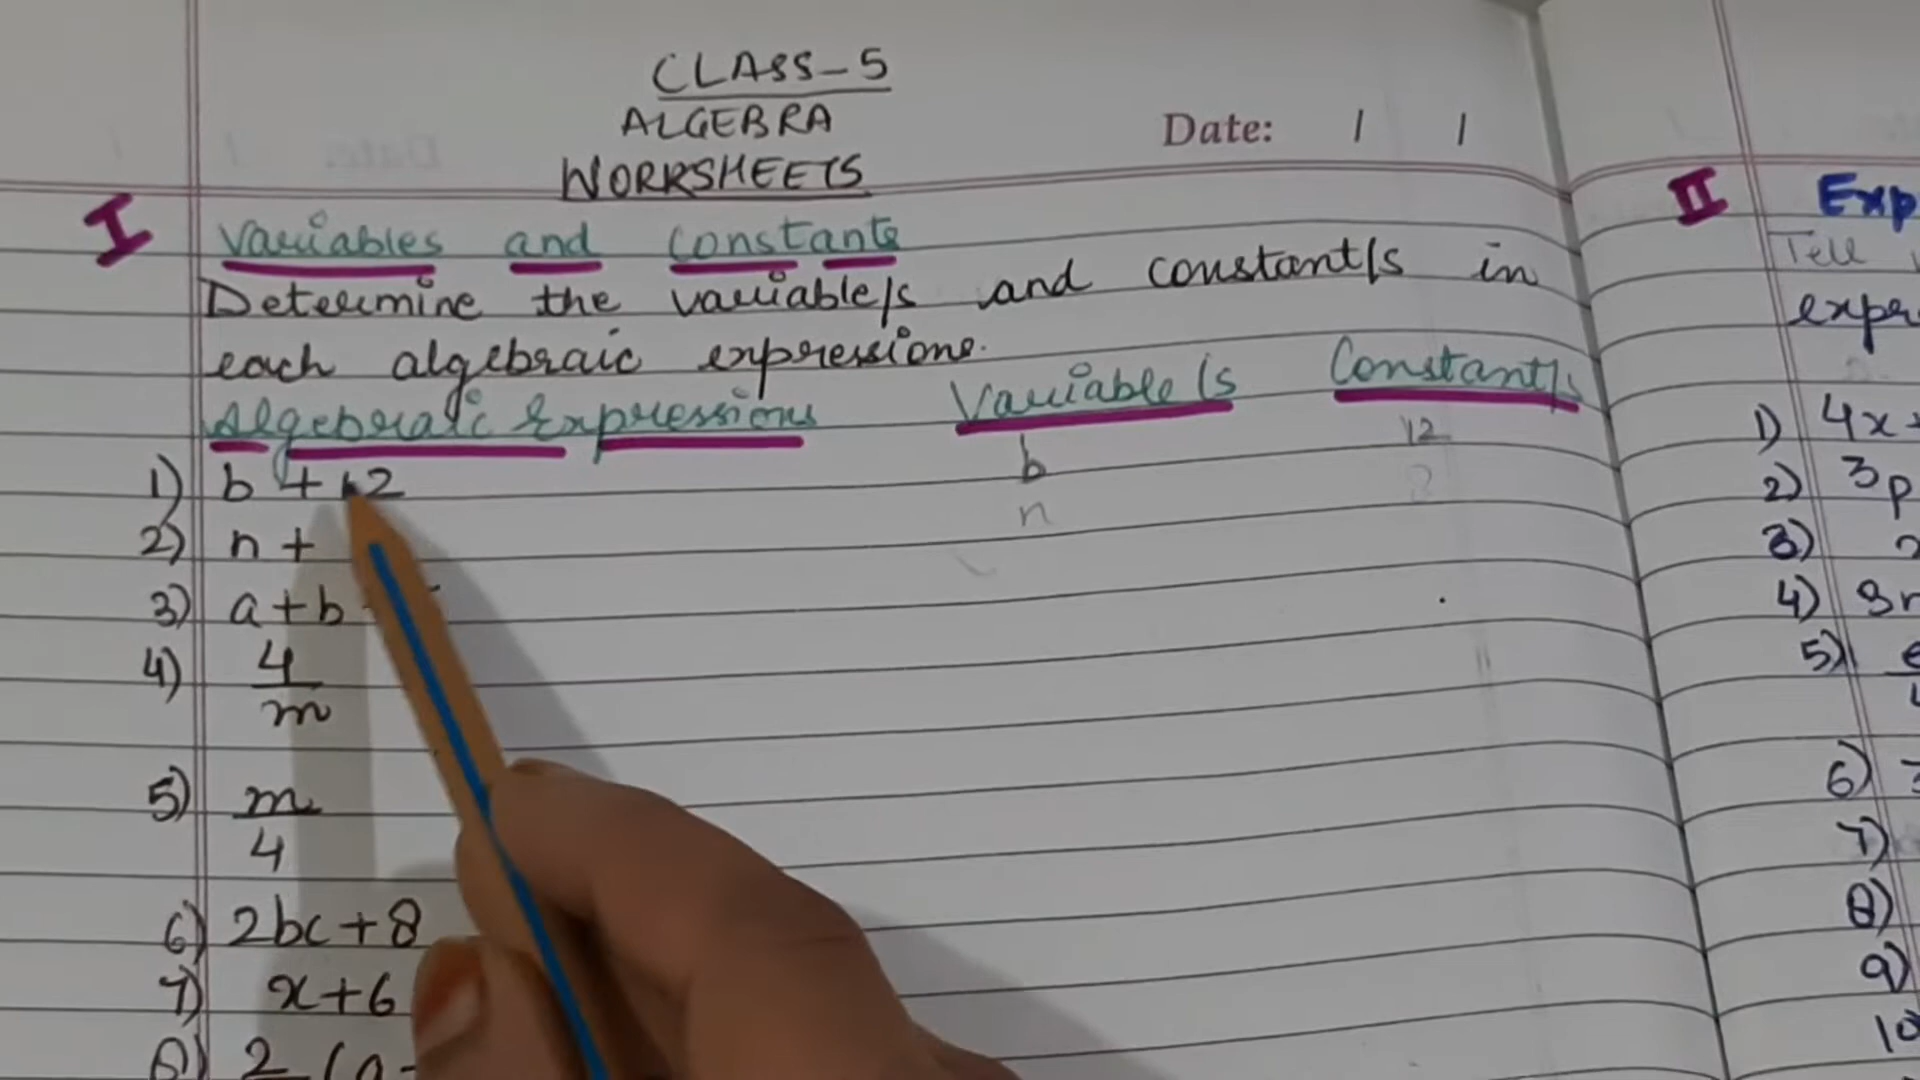 CLASS-5
ALGEBRA
WORKSHEETS
Date: / /
I Variables and Constants
Determine the variable/s and constant/s in
each algebraic expressions.
Algebraic Expressions Variable/s Constant/s
1) b + 12 b 12
2) n + n
3) a+b
4) 4/m
5) m/4
6) 2bc+8
7) x+6
8) 2 (a-
II Exp
Tell
expr
1) 4x+
2) 3p
3)
4)
5)
6)
7)
8)
9)
10